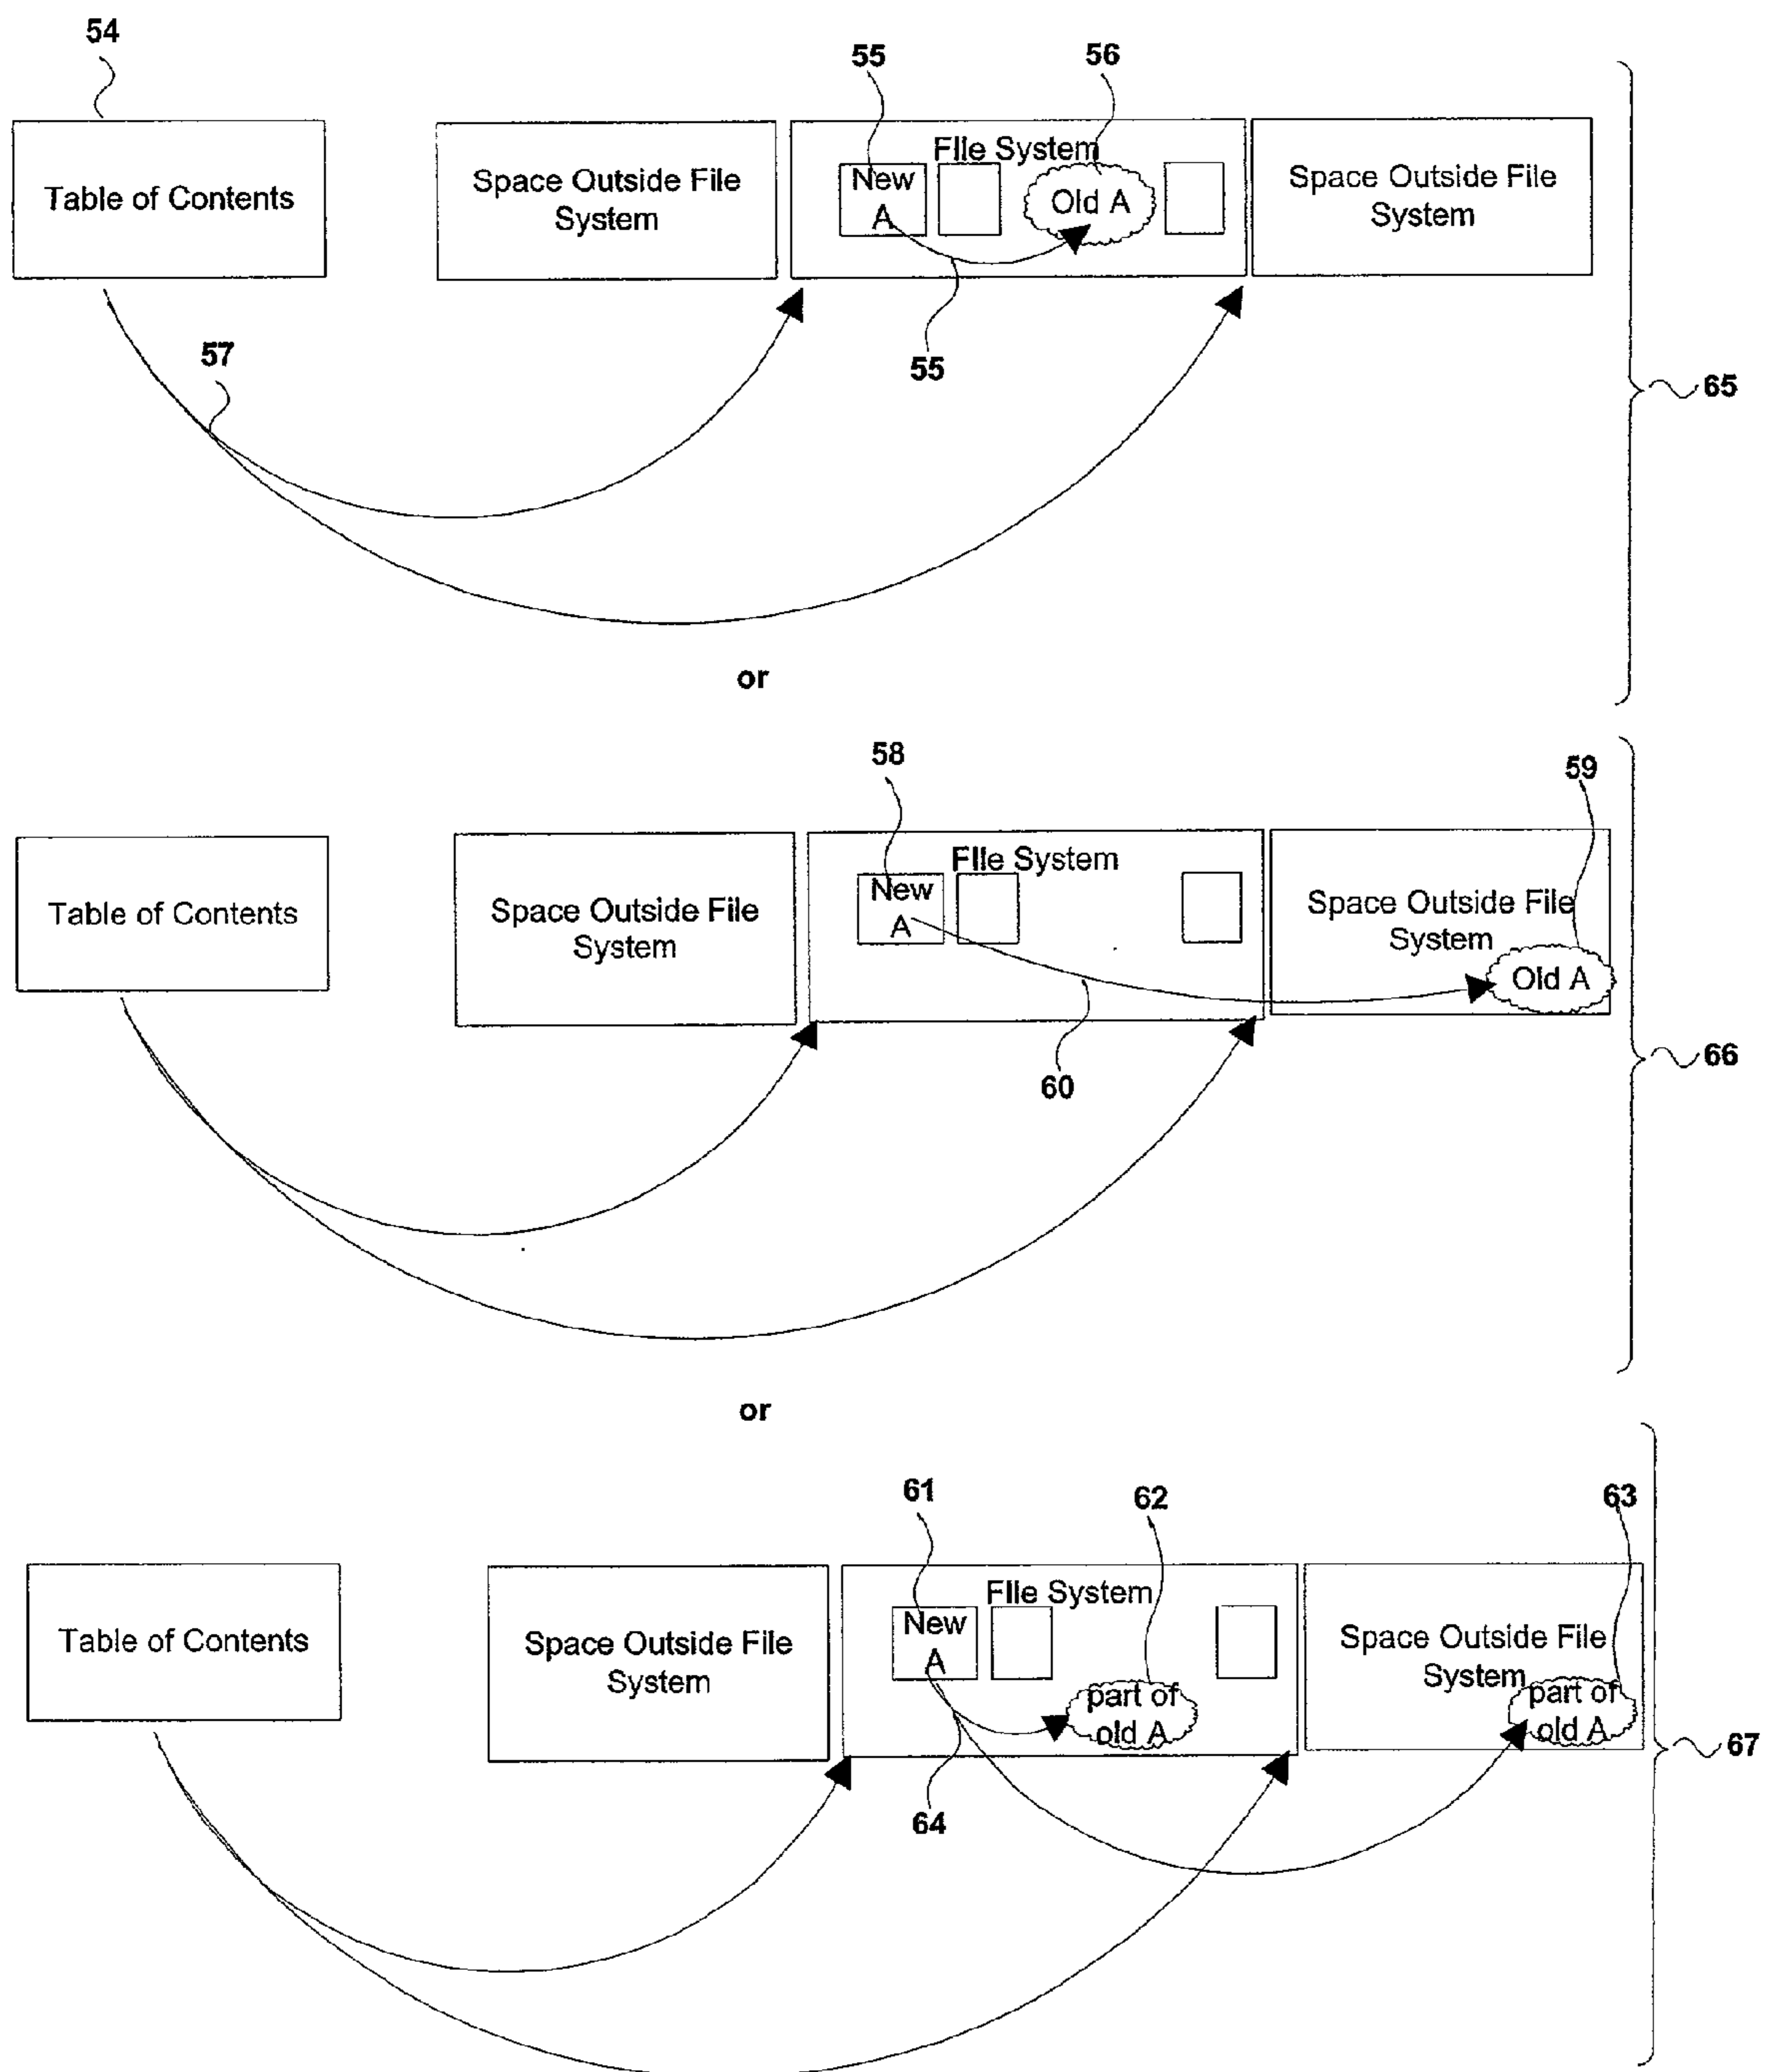 54
55
56
Table of Contents
Space Outside File
System
File System
New
A
Old A
Space Outside File
System
55
57
65
or
58
59
Table of Contents
Space Outside File
System
File System
New
A
Space Outside File
System
Old A
60
66
or
61
62
63
Table of Contents
Space Outside File
System
File System
New
A
part of
old A
Space Outside File
System
part of
old A
64
67